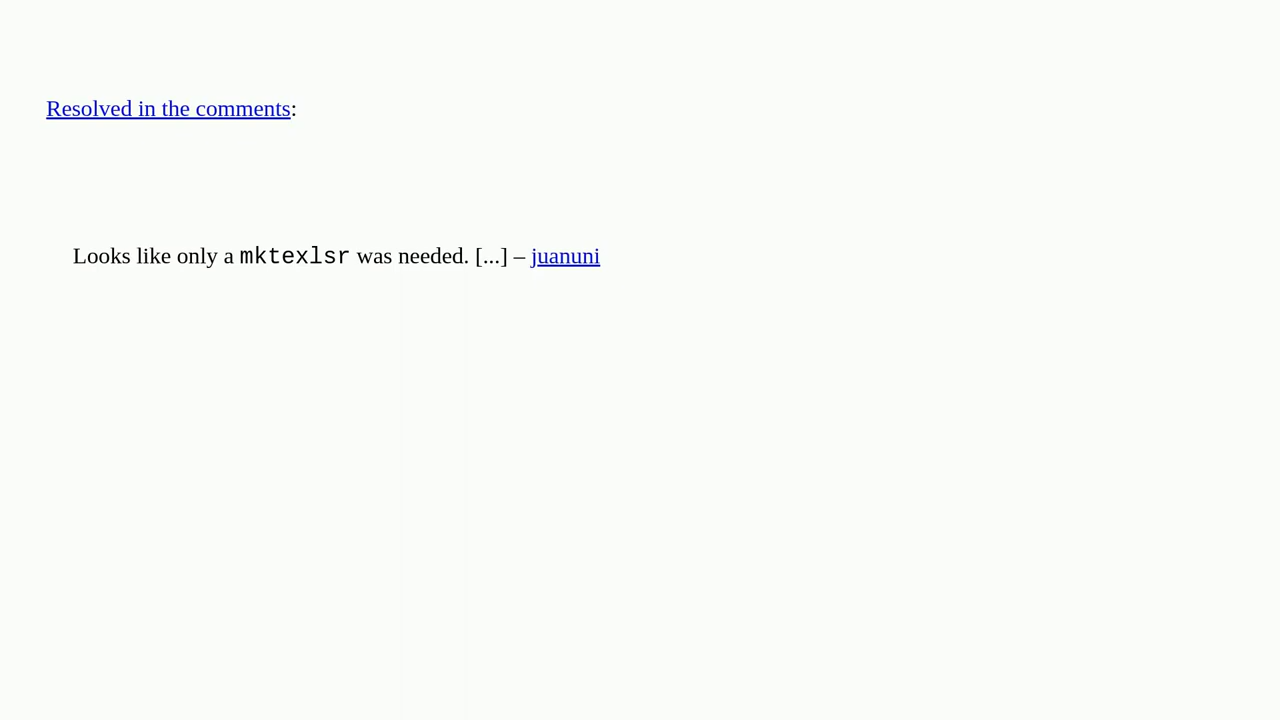 Resolved in the comments:
Looks like only a mktexlsr was needed. [...] – juanuni